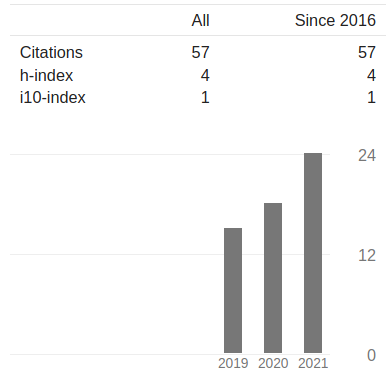 All Since 2016
Citations 57 57
h-index 4 4
i10-index 1 1
24
12
0
2019 2020 2021